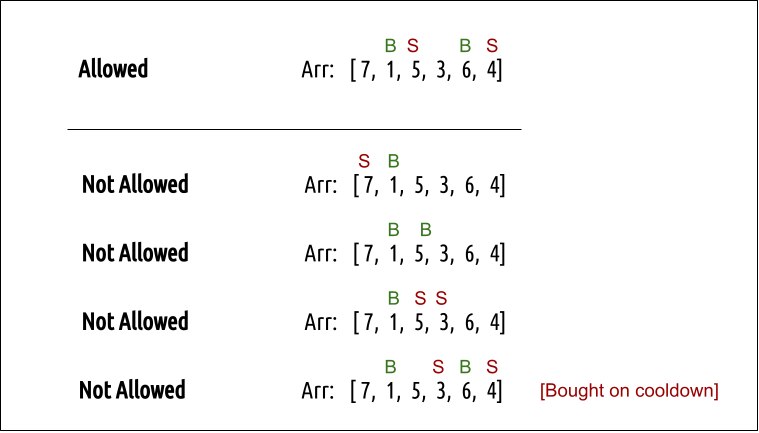 B S B S
Allowed Arr: [ 7, 1, 5, 3, 6, 4]
S B
Not Allowed Arr: [ 7, 1, 5, 3, 6, 4]
B B
Not Allowed Arr: [ 7, 1, 5, 3, 6, 4]
B S S
Not Allowed Arr: [ 7, 1, 5, 3, 6, 4]
B S B S
Not Allowed Arr: [ 7, 1, 5, 3, 6, 4] [Bought on cooldown]